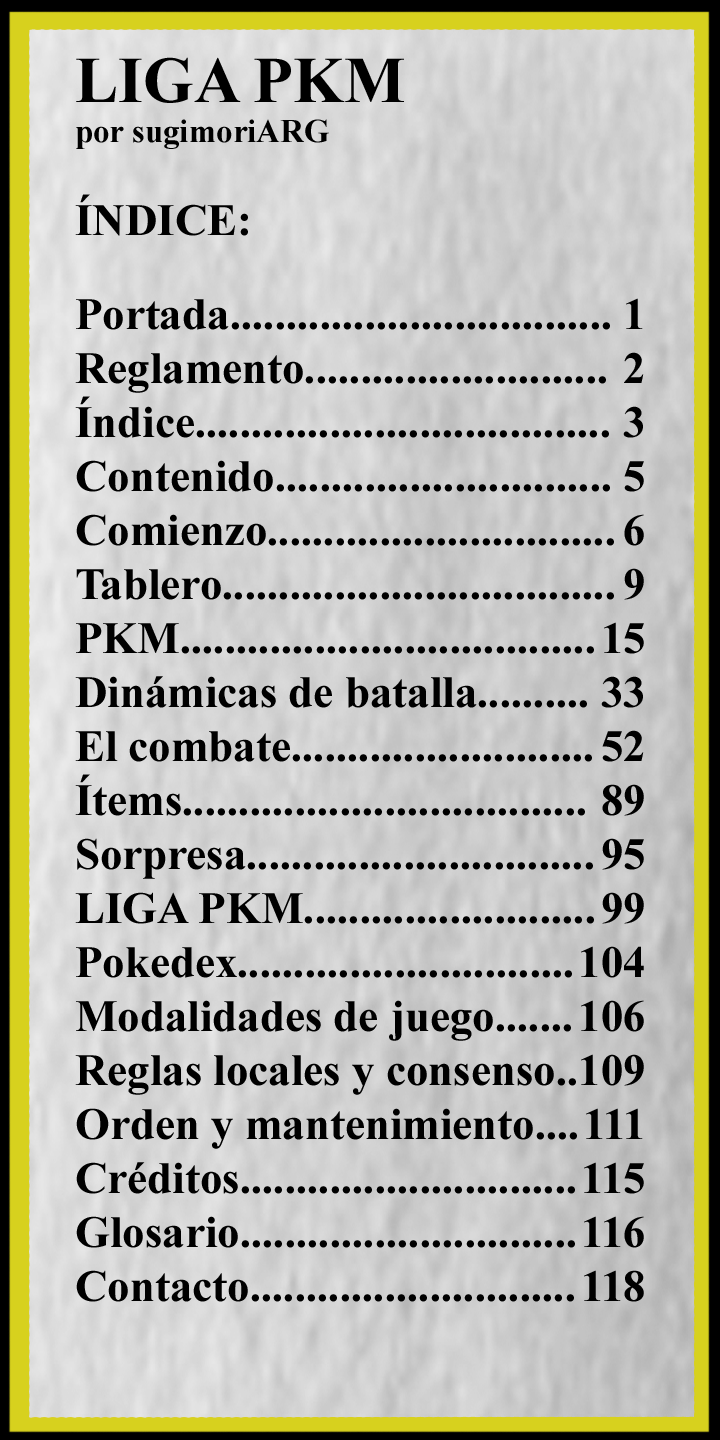 LIGA PKM
por sugimoriARG
ÍNDICE:
Portada.................................. 1
Reglamento........................... 2
Índice..................................... 3
Contenido.............................. 5
Comienzo............................... 6
Tablero................................... 9
PKM..................................... 15
Dinámicas de batalla.......... 33
El combate........................... 52
Ítems.................................... 89
Sorpresa............................... 95
LIGA PKM.......................... 99
Pokedex.............................. 104
Modalidades de juego....... 106
Reglas locales y consenso..109
Orden y mantenimiento.... 111
Créditos.............................. 115
Glosario.............................. 116
Contacto............................. 118